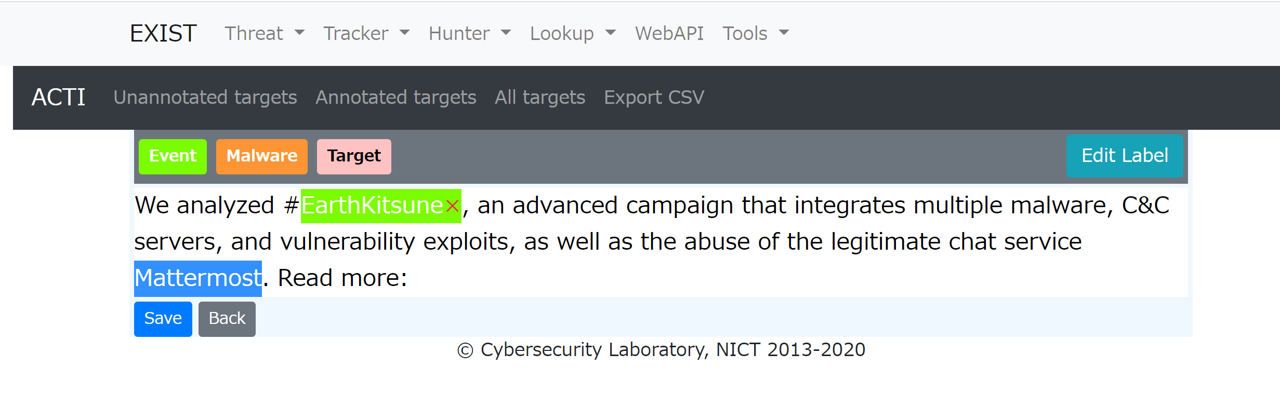 EXIST Threat Tracker Hunter Lookup WebAPI Tools
ACTI Unannotated targets Annotated targets All targets Export CSV
Event Malware Target Edit Label
We analyzed #EarthKitsune×, an advanced campaign that integrates multiple malware, C&C
servers, and vulnerability exploits, as well as the abuse of the legitimate chat service
Mattermost. Read more:
Save Back
© Cybersecurity Laboratory, NICT 2013-2020